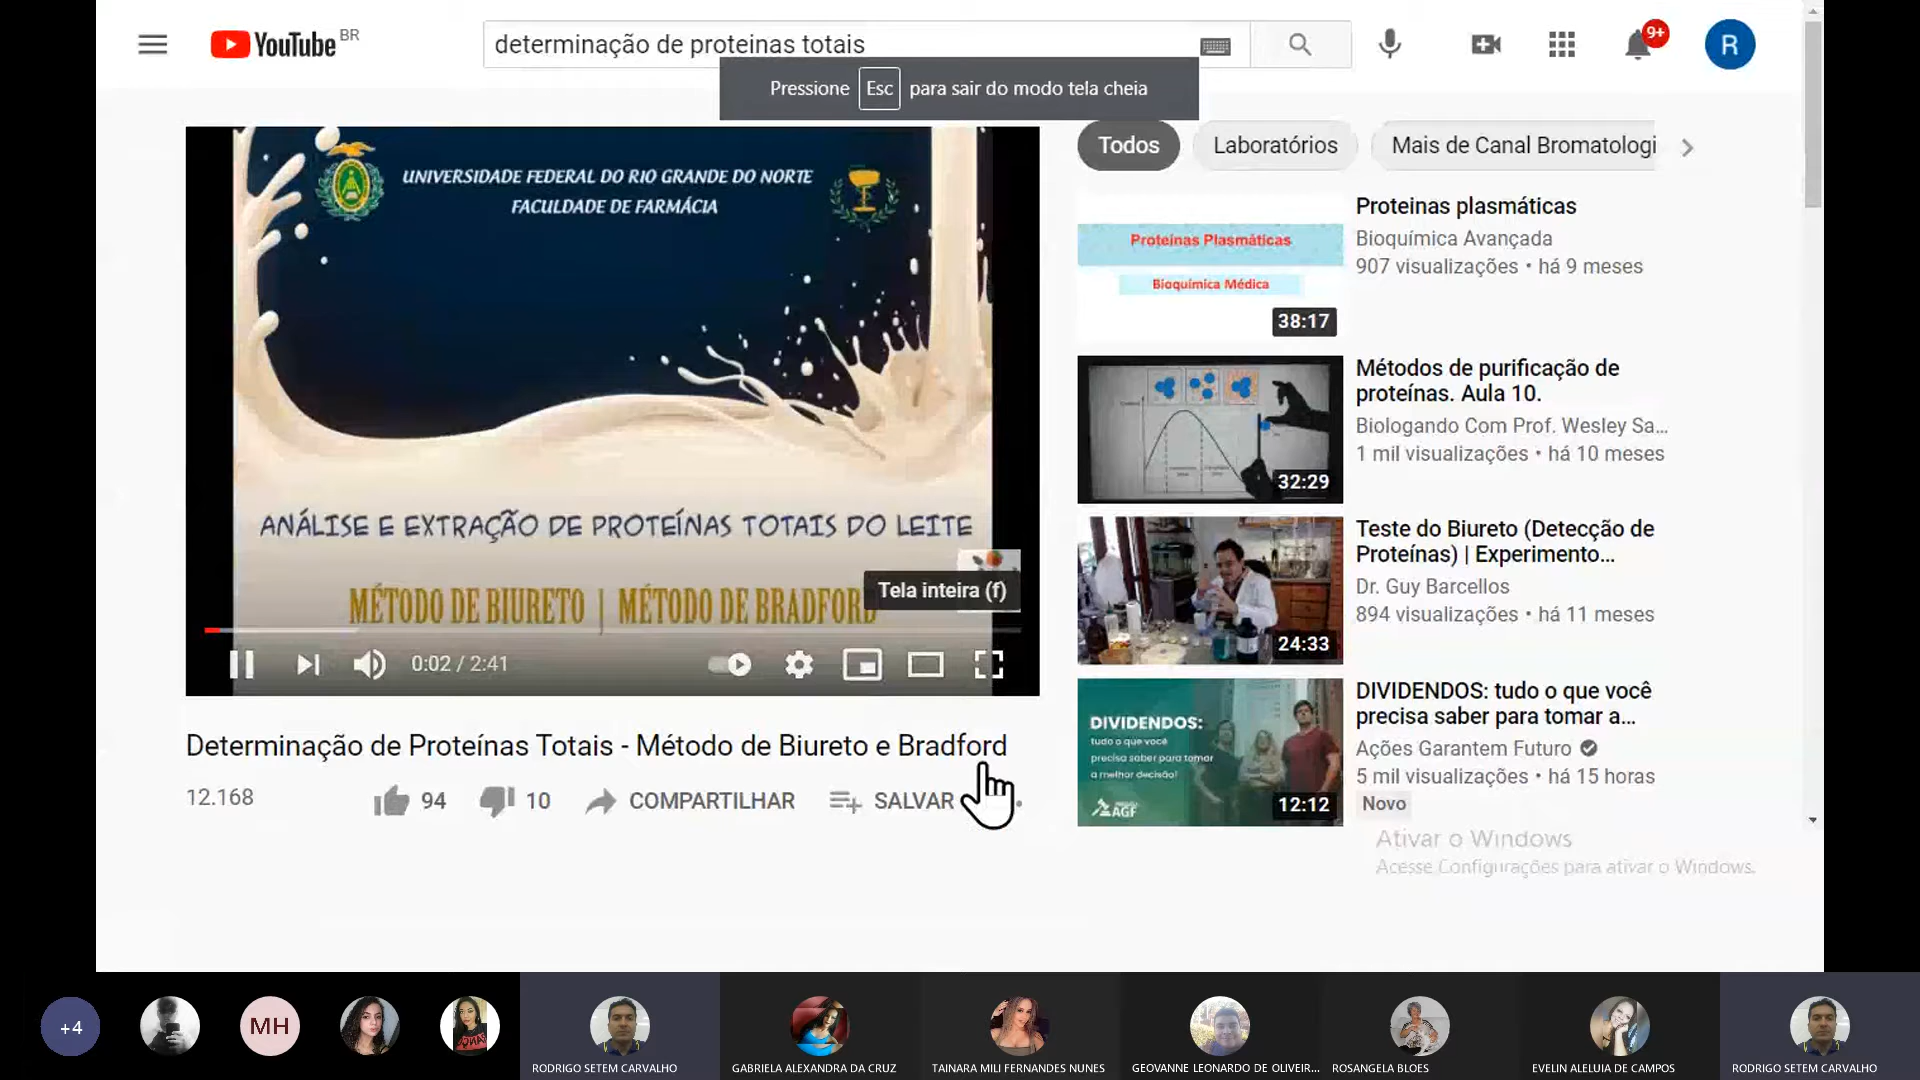 YouTube BR
determinação de proteinas totais
9+
R
Pressione Esc para sair do modo tela cheia
UNIVERSIDADE FEDERAL DO RIO GRANDE DO NORTE
FACULDADE DE FARMÁCIA
ANÁLISE E EXTRAÇÃO DE PROTEÍNAS TOTAIS DO LEITE
MÉTODO DE BIURETO | MÉTODO DE BRADFORD
Tela inteira (f)
0:02 / 2:41
Determinação de Proteínas Totais - Método de Biureto e Bradford
12.168
94
10
COMPARTILHAR
SALVAR
Todos
Laboratórios
Mais de Canal Bromatologi
Proteínas Plasmáticas
Bioquímica Médica
38:17
Proteinas plasmáticas
Bioquímica Avançada
907 visualizações • há 9 meses
32:29
Métodos de purificação de
proteínas. Aula 10.
Biologando Com Prof. Wesley Sa...
1 mil visualizações • há 10 meses
24:33
Teste do Biureto (Detecção de
Proteínas) | Experimento...
Dr. Guy Barcellos
894 visualizações • há 11 meses
DIVIDENDOS:
tudo o que você
precisa saber para tomar
a melhor decisão!
AGF
12:12
DIVIDENDOS: tudo o que você
precisa saber para tomar a...
Ações Garantem Futuro
5 mil visualizações • há 15 horas
Novo
Ativar o Windows
Acesse Configurações para ativar o Windows.
+4
MH
RODRIGO SETEM CARVALHO
GABRIELA ALEXANDRA DA CRUZ
TAINARA MILI FERNANDES NUNES
GEOVANNE LEONARDO DE OLIVEIR...
ROSANGELA BLOES
EVELIN ALELUIA DE CAMPOS
RODRIGO SETEM CARVALHO